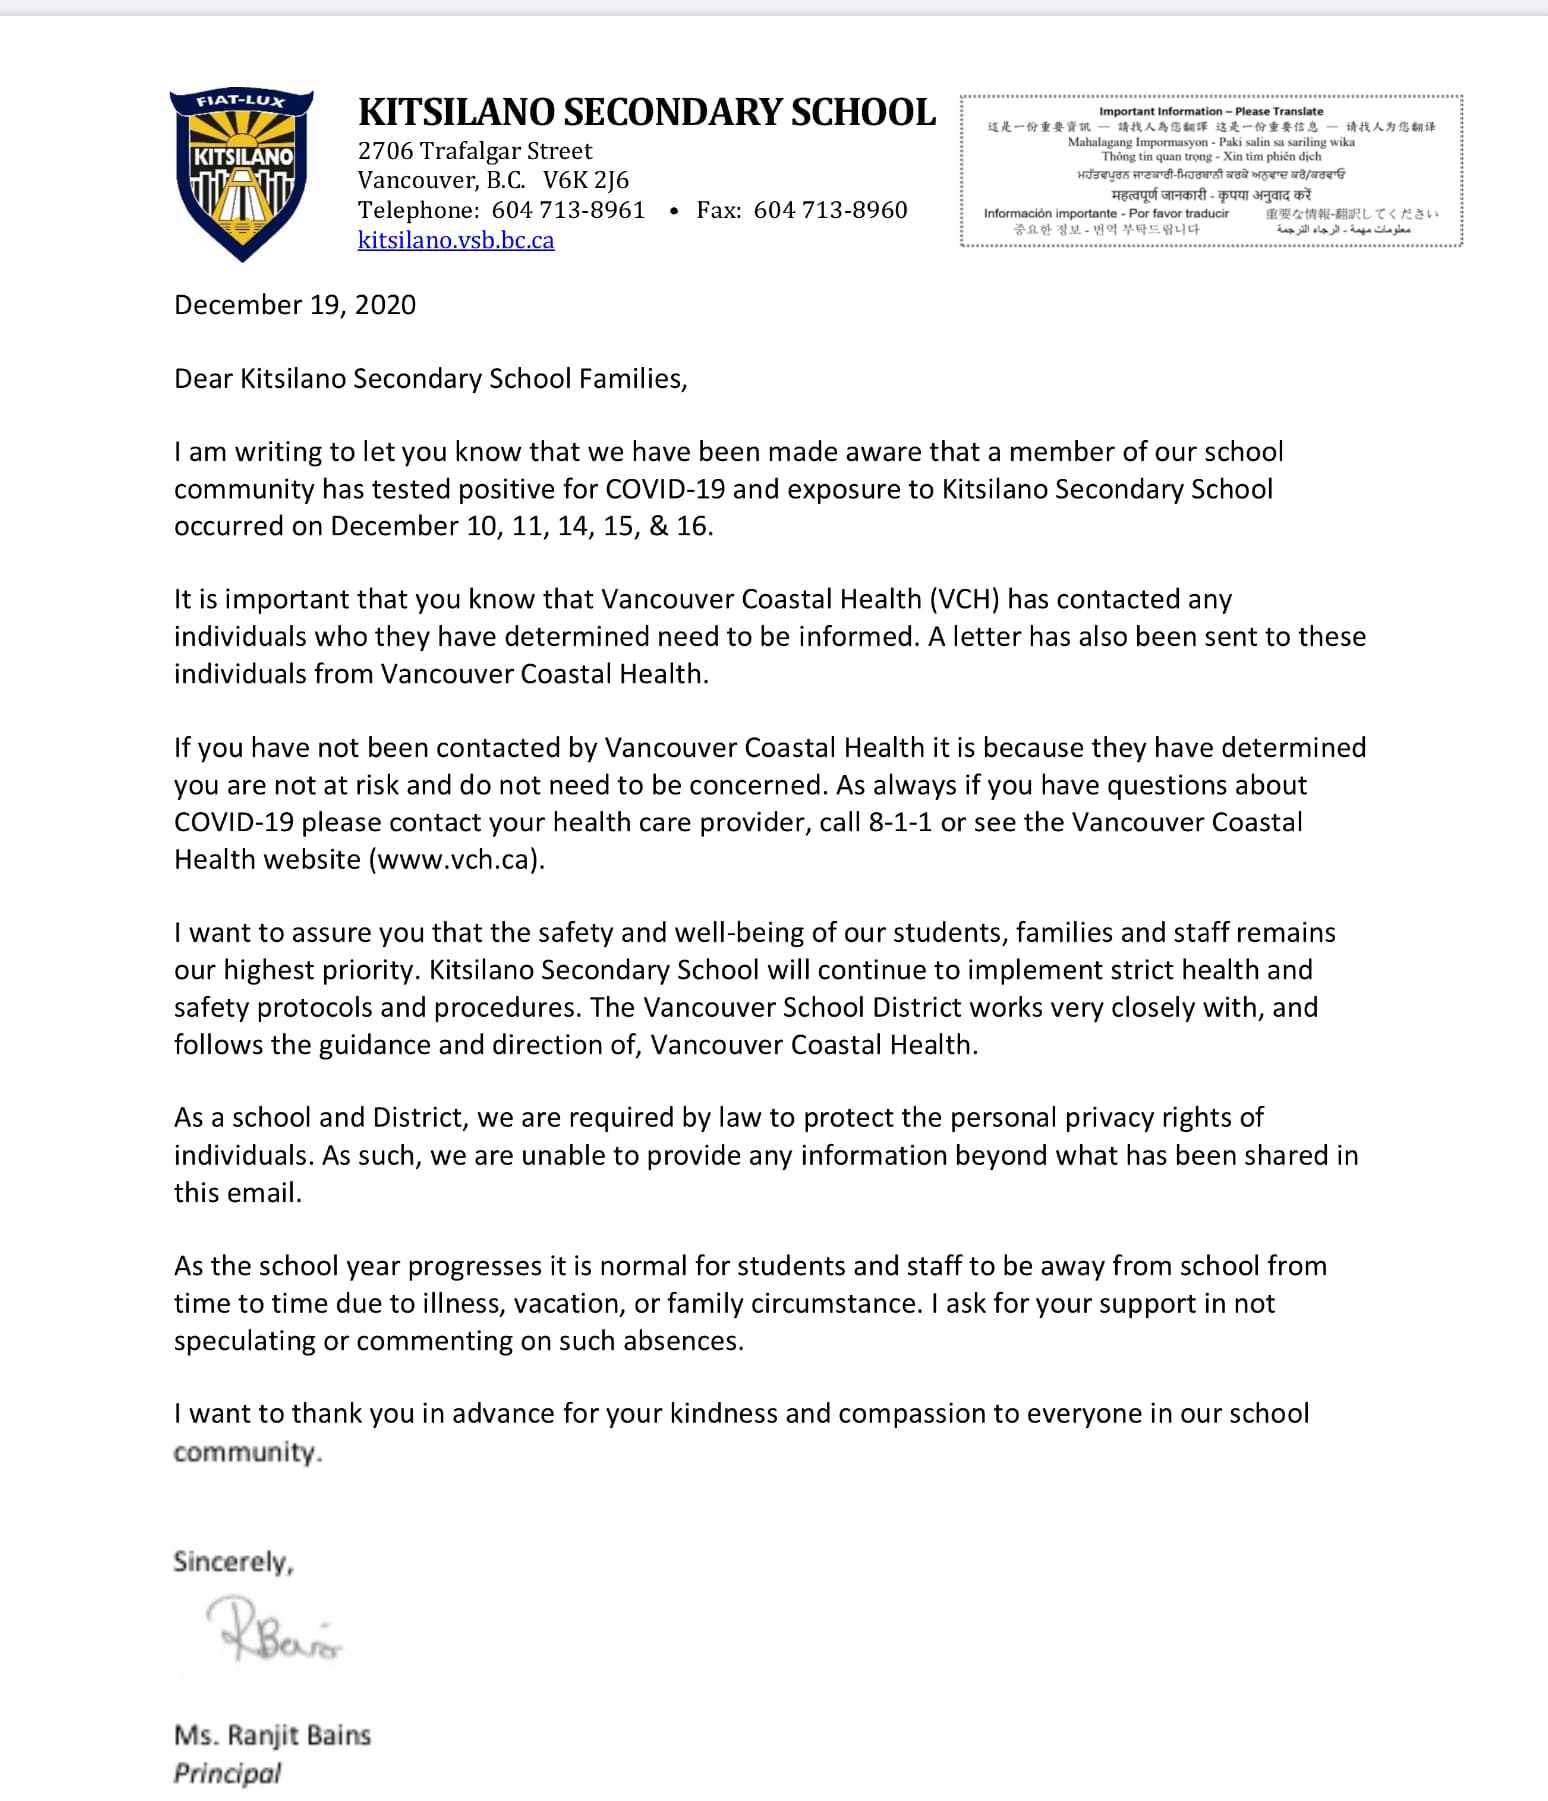 FIAT-LUX
KITSILANO
KITSILANO SECONDARY SCHOOL
2706 Trafalgar Street
Vancouver, B.C.   V6K 2J6
Telephone:  604 713-8961   •   Fax:  604 713-8960
kitsilano.vsb.bc.ca
Important Information – Please Translate
這是一份重要資訊 — 請找人為您翻譯 这是一份重要信息 — 请找人为您翻译
Mahalagang Impormasyon - Paki salin sa sariling wika
Thông tin quan trọng - Xin tìm phiên dịch
ਮਹੱਤਵਪੂਰਨ ਜਾਣਕਾਰੀ-ਮਿਹਰਬਾਨੀ ਕਰਕੇ ਅਨੁਵਾਦ ਕਰੋ/ਕਰਵਾਓ
महत्वपूर्ण जानकारी - कृपया अनुवाद करें
Información importante - Por favor traducir 重要な情報-翻訳してください
중요한 정보 - 번역 부탁드립니다 معلومات مهمة - الرجاء الترجمة
December 19, 2020
Dear Kitsilano Secondary School Families,
I am writing to let you know that we have been made aware that a member of our school
community has tested positive for COVID-19 and exposure to Kitsilano Secondary School
occurred on December 10, 11, 14, 15, & 16.
It is important that you know that Vancouver Coastal Health (VCH) has contacted any
individuals who they have determined need to be informed. A letter has also been sent to these
individuals from Vancouver Coastal Health.
If you have not been contacted by Vancouver Coastal Health it is because they have determined
you are not at risk and do not need to be concerned. As always if you have questions about
COVID-19 please contact your health care provider, call 8-1-1 or see the Vancouver Coastal
Health website (www.vch.ca).
I want to assure you that the safety and well-being of our students, families and staff remains
our highest priority. Kitsilano Secondary School will continue to implement strict health and
safety protocols and procedures. The Vancouver School District works very closely with, and
follows the guidance and direction of, Vancouver Coastal Health.
As a school and District, we are required by law to protect the personal privacy rights of
individuals. As such, we are unable to provide any information beyond what has been shared in
this email.
As the school year progresses it is normal for students and staff to be away from school from
time to time due to illness, vacation, or family circumstance. I ask for your support in not
speculating or commenting on such absences.
I want to thank you in advance for your kindness and compassion to everyone in our school
community.
Sincerely,
RBains
Ms. Ranjit Bains
Principal